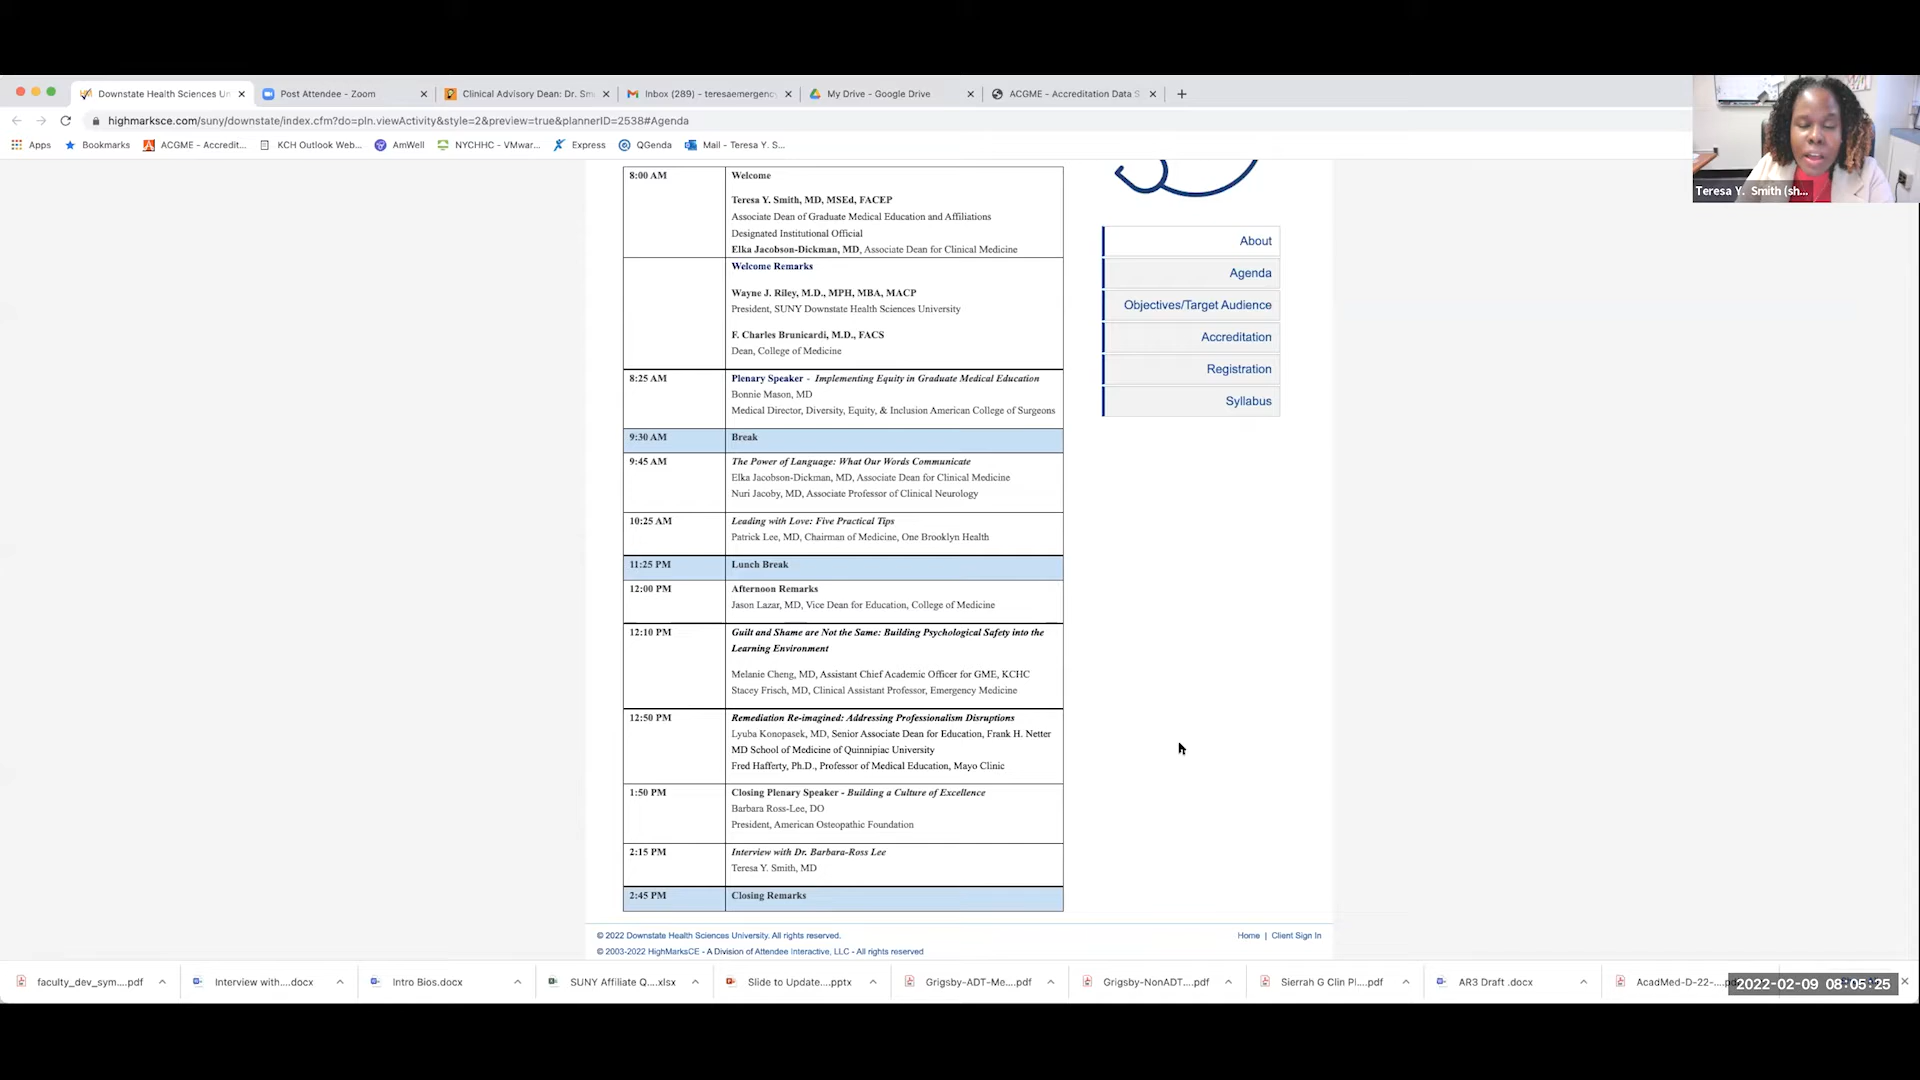 Downstate Health Sciences Un
Post Attendee - Zoom
Clinical Advisory Dean: Dr. Sm
Inbox (289) - teresaemergenc
My Drive - Google Drive
ACGME - Accreditation Data S
highmarksce.com/suny/downstate/index.cfm?do=pln.viewActivity&style=2&preview=true&plannerID=2538#Agenda
Apps
Bookmarks
ACGME - Accredit...
KCH Outlook Web...
AmWell
NYCHHC - VMwar...
Express
QGenda
Mail - Teresa Y. S...
Teresa Y. Smith (sh...
8:00 AM
Welcome
Teresa Y. Smith, MD, MSEd, FACEP
Associate Dean of Graduate Medical Education and Affiliations
Designated Institutional Official
Elka Jacobson-Dickman, MD, Associate Dean for Clinical Medicine
Welcome Remarks
Wayne J. Riley, M.D., MPH, MBA, MACP
President, SUNY Downstate Health Sciences University
F. Charles Brunicardi, M.D., FACS
Dean, College of Medicine
8:25 AM
Plenary Speaker - Implementing Equity in Graduate Medical Education
Bonnie Mason, MD
Medical Director, Diversity, Equity, & Inclusion American College of Surgeons
9:30 AM
Break
9:45 AM
The Power of Language: What Our Words Communicate
Elka Jacobson-Dickman, MD, Associate Dean for Clinical Medicine
Nuri Jacoby, MD, Associate Professor of Clinical Neurology
10:25 AM
Leading with Love: Five Practical Tips
Patrick Lee, MD, Chairman of Medicine, One Brooklyn Health
11:25 PM
Lunch Break
12:00 PM
Afternoon Remarks
Jason Lazar, MD, Vice Dean for Education, College of Medicine
12:10 PM
Guilt and Shame are Not the Same: Building Psychological Safety into the
Learning Environment
Melanie Cheng, MD, Assistant Chief Academic Officer for GME, KCHC
Stacey Frisch, MD, Clinical Assistant Professor, Emergency Medicine
12:50 PM
Remediation Re-imagined: Addressing Professionalism Disruptions
Lyuba Konopasek, MD, Senior Associate Dean for Education, Frank H. Netter
MD School of Medicine of Quinnipiac University
Fred Hafferty, Ph.D., Professor of Medical Education, Mayo Clinic
1:50 PM
Closing Plenary Speaker - Building a Culture of Excellence
Barbara Ross-Lee, DO
President, American Osteopathic Foundation
2:15 PM
Interview with Dr. Barbara-Ross Lee
Teresa Y. Smith, MD
2:45 PM
Closing Remarks
About
Agenda
Objectives/Target Audience
Accreditation
Registration
Syllabus
© 2022 Downstate Health Sciences University. All rights reserved.
© 2003-2022 HighMarksCE - A Division of Attendee Interactive, LLC - All rights reserved
Home | Client Sign In
faculty_dev_sym....pdf
Interview with....docx
Intro Bios.docx
SUNY Affiliate Q....xlsx
Slide to Update....pptx
Grigsby-ADT-Me....pdf
Grigsby-NonADT....pdf
Sierrah G Clin Pl....pdf
AR3 Draft .docx
AcadMed-D-22-....pdf
2022-02-09 08:05:25